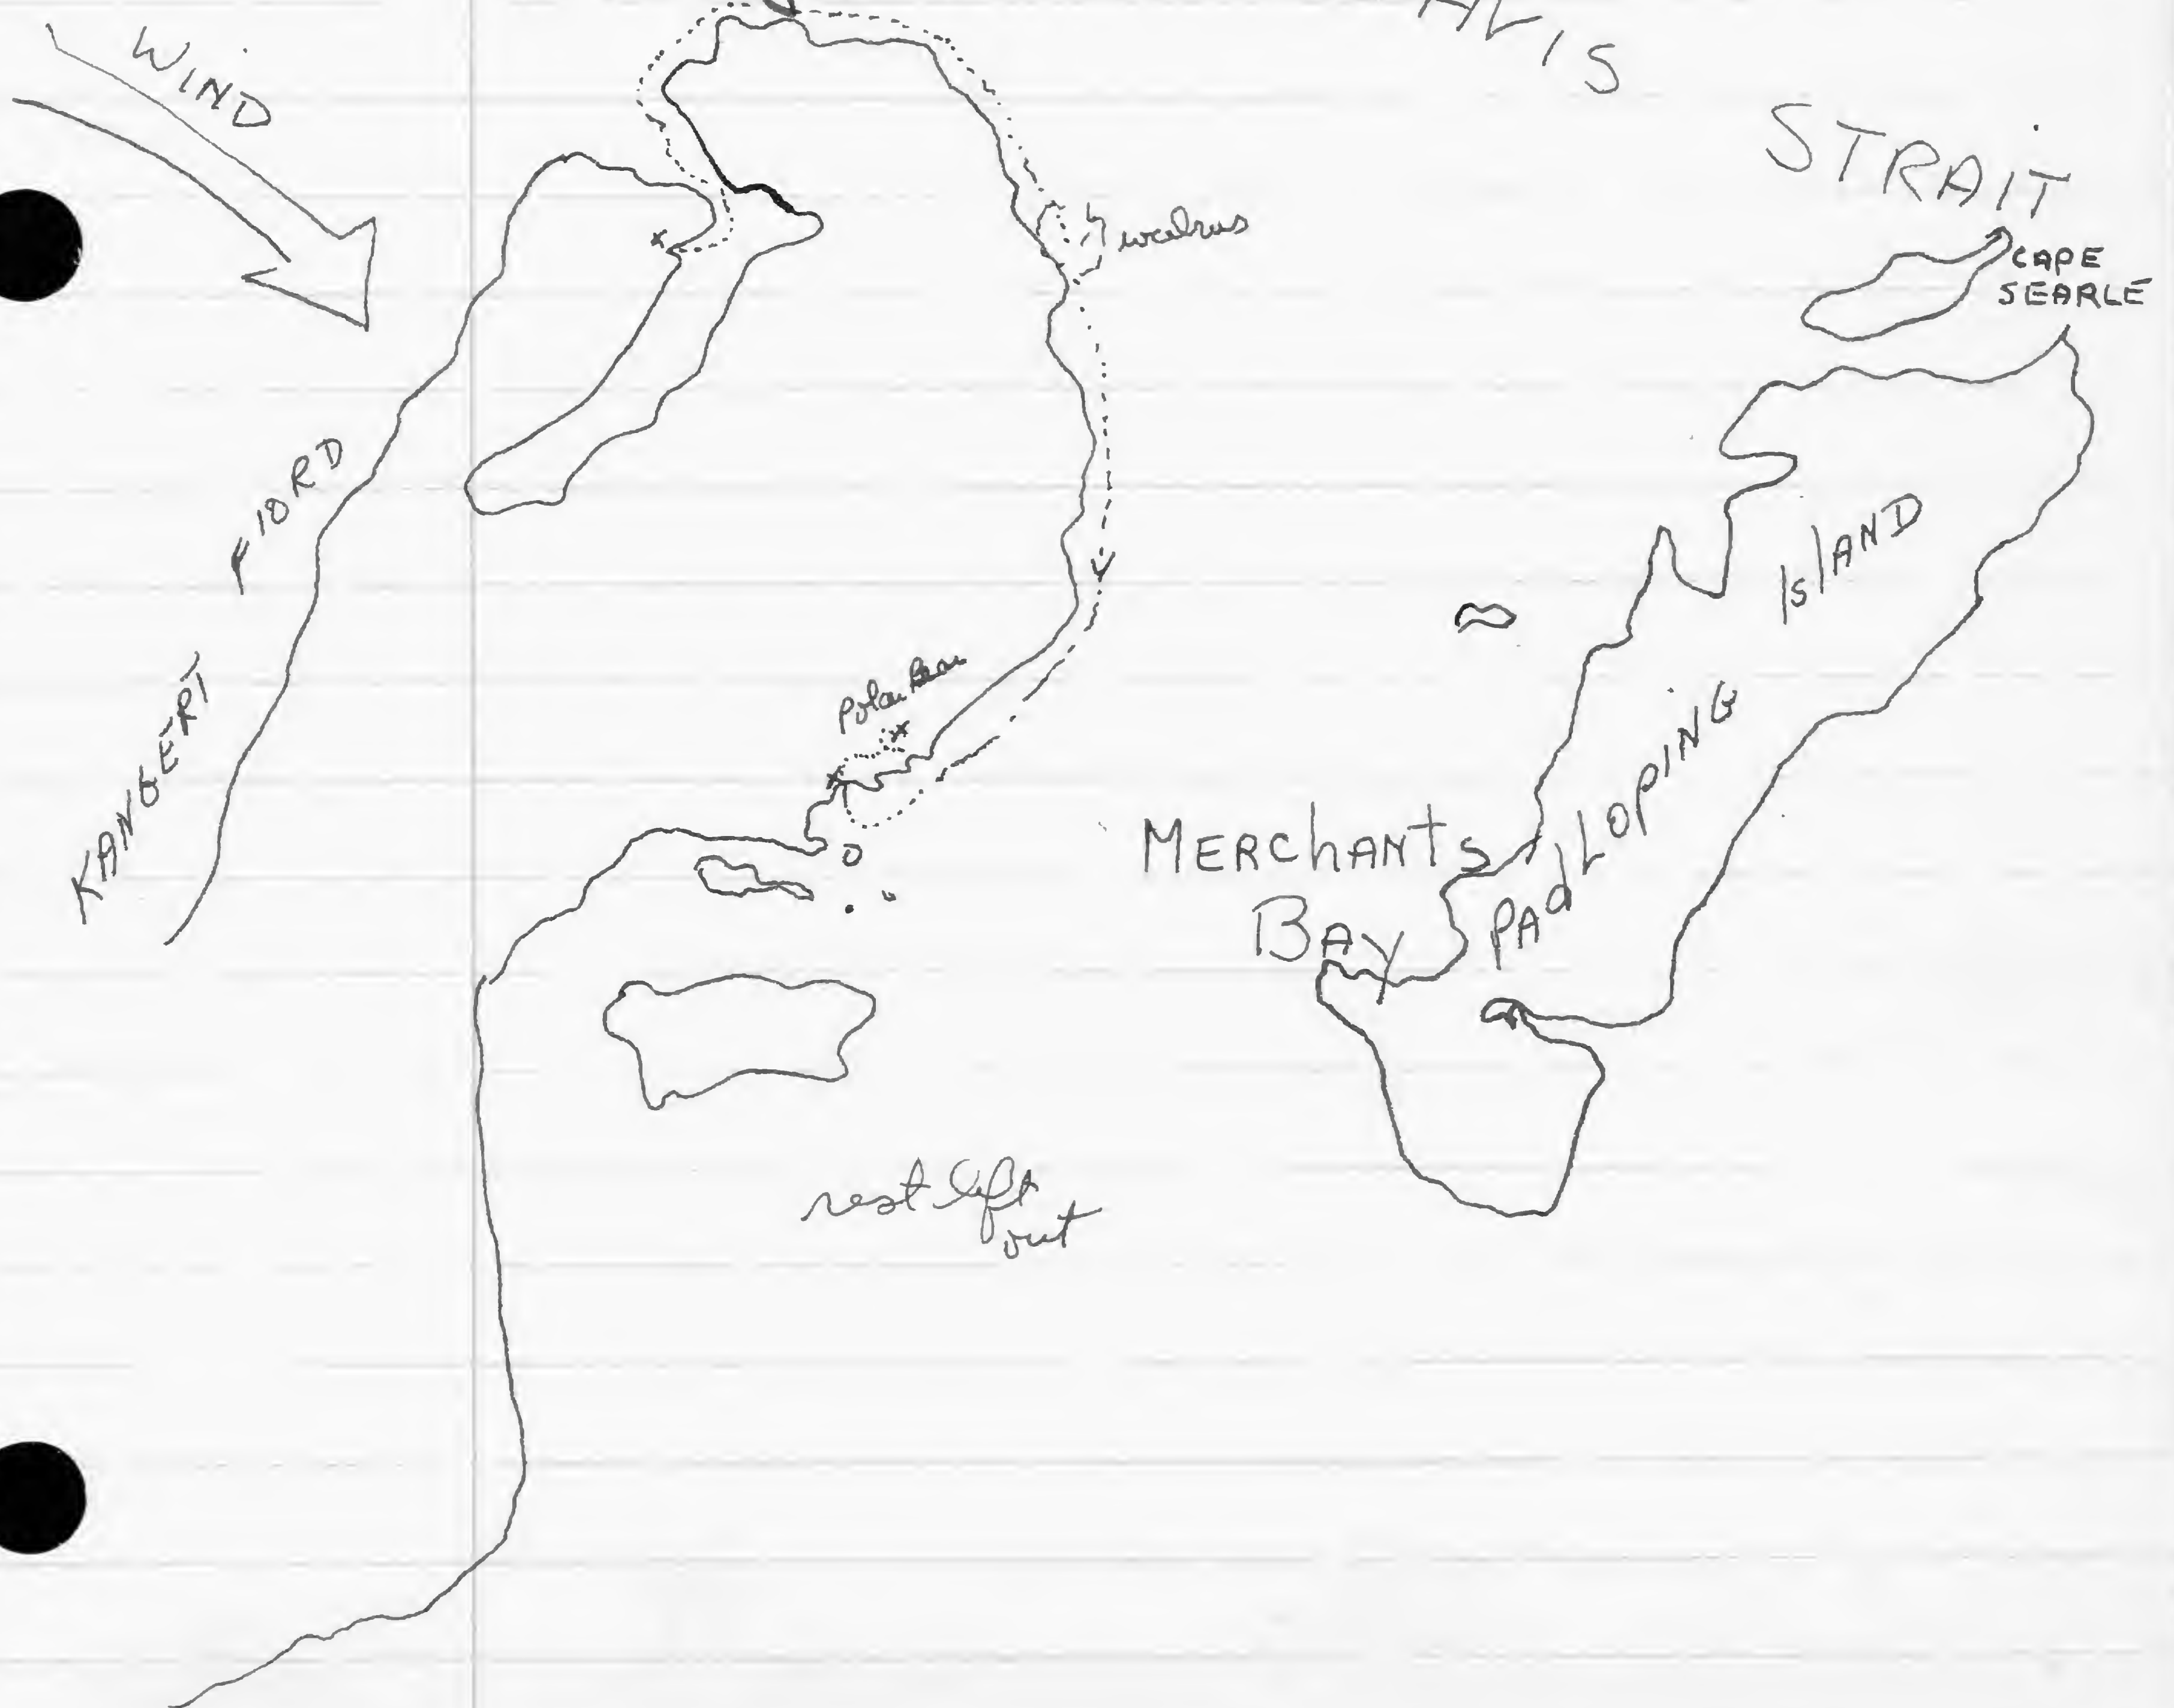 AVIS
WIND
STRAIT
walrus
CAPE
SEARLE
FIORD
ISLAND
Polar Bear
KANGERT
MERChANTS
BAY
PAdLOPING
rest left
out